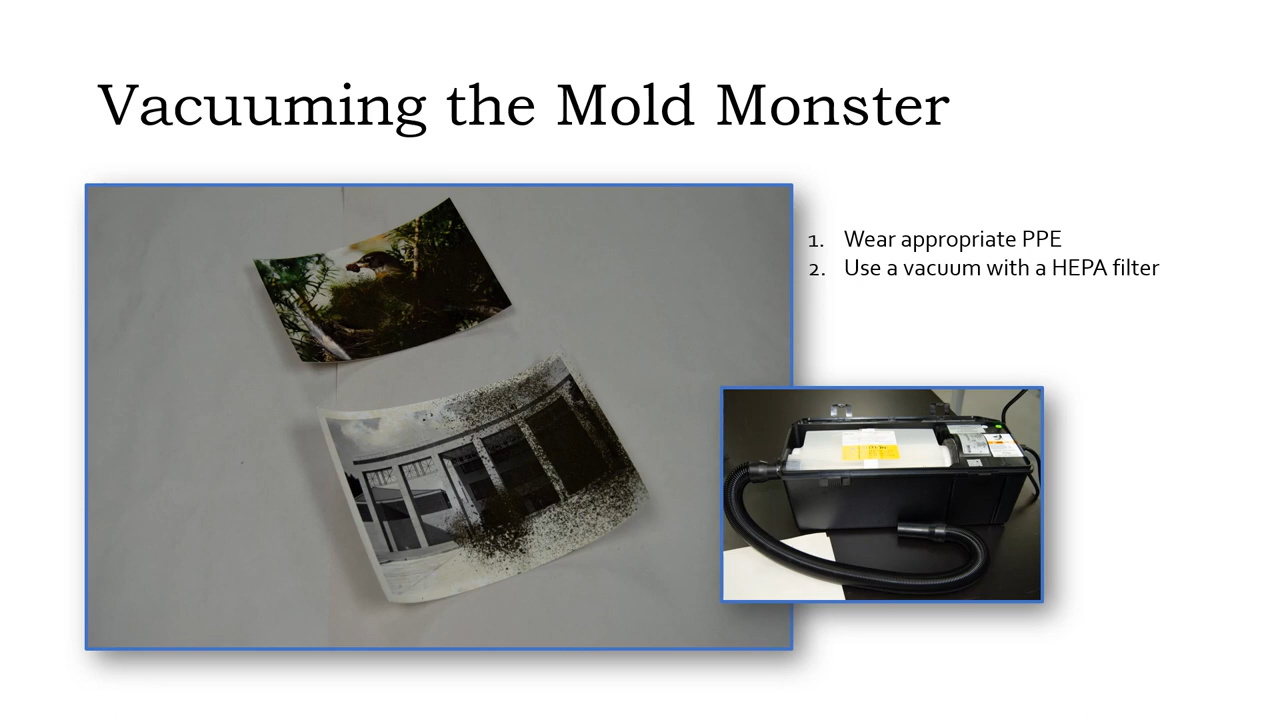 Vacuuming the Mold Monster
1. Wear appropriate PPE
2. Use a vacuum with a HEPA filter